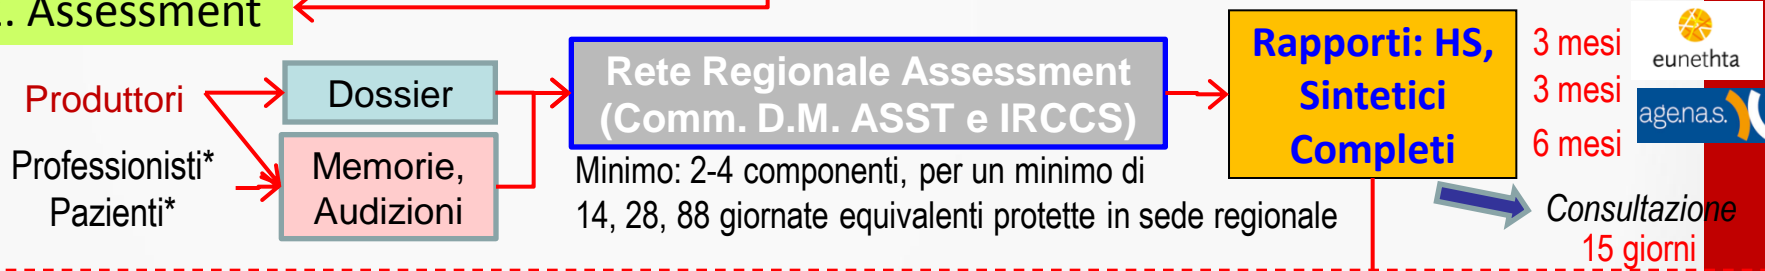 .. Assessment
Produttori
Professionisti*
Pazienti*
Dossier
Memorie,
Audizioni
Rete Regionale Assessment
(Comm. D.M. ASST e IRCCS)
Minimo: 2-4 componenti, per un minimo di
14, 28, 88 giornate equivalenti protette in sede regionale
Rapporti: HS,
Sintetici
Completi
3 mesi
3 mesi
6 mesi
eunethta
agenas.
Consultazione
15 giorni